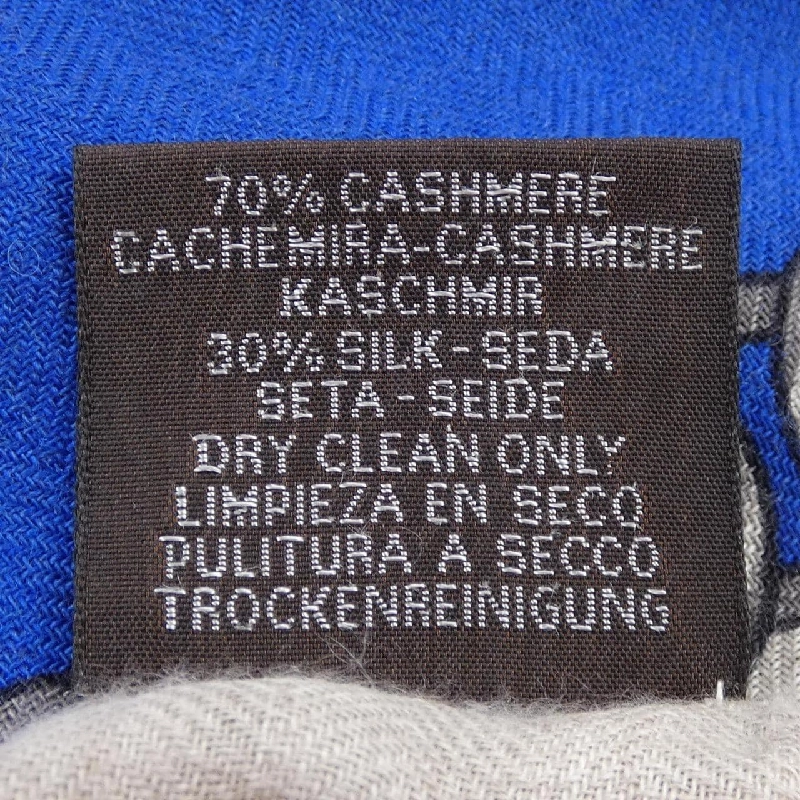 70% CASHMERE
CACHEMIRA-CASHMERE
KASCHMIR
30% SILK-SEDA
SETA-SEIDE
DRY CLEAN ONLY
LIMPIEZA EN SECO
PULITURA A SECCO
TROCKENREINIGUNG